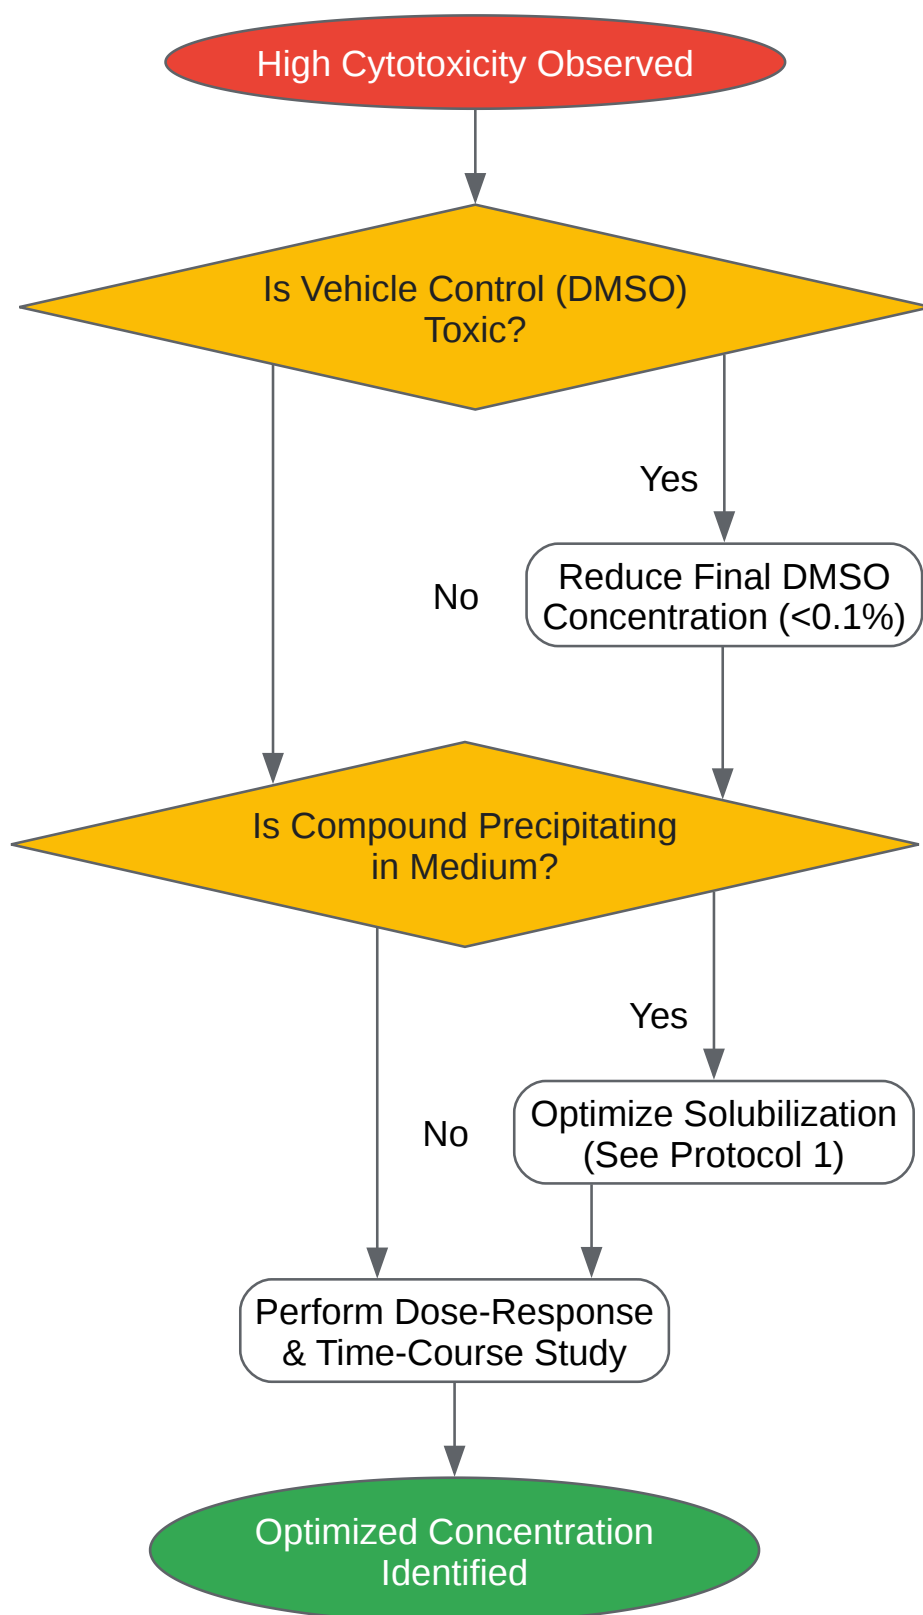 High Cytotoxicity Observed
Is Vehicle Control (DMSO)
Toxic?
Yes
No
Reduce Final DMSO
Concentration (<0.1%)
Is Compound Precipitating
in Medium?
Yes
No
Optimize Solubilization
(See Protocol 1)
Perform Dose-Response
& Time-Course Study
Optimized Concentration
Identified